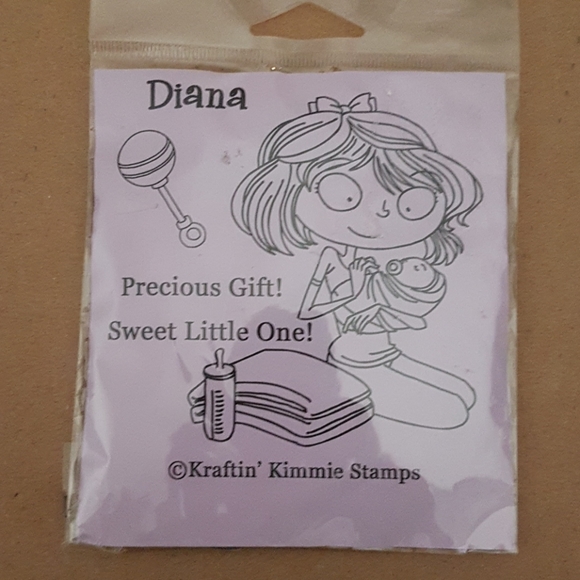 Diana
Precious Gift!
Sweet Little One!
©Kraftin' Kimmie Stamps